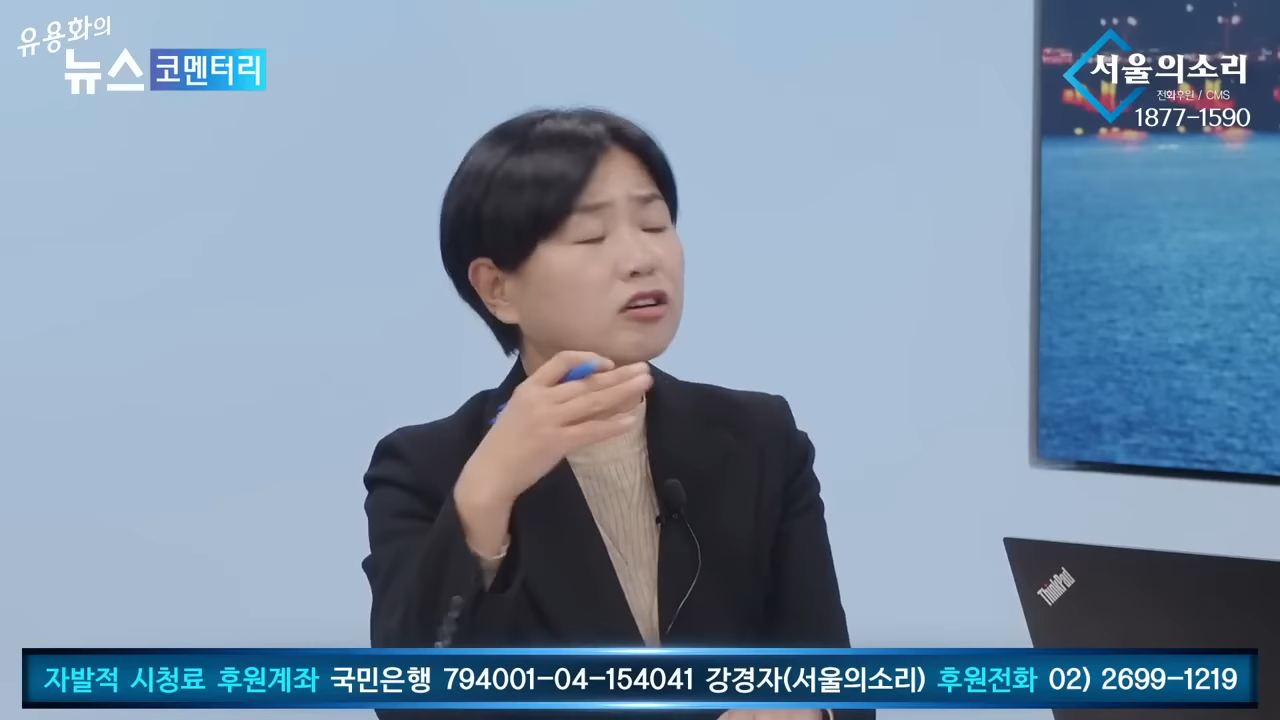 유용화의
뉴스 코멘터리
서울의소리
전화후원 / CMS
1877-1590
ThinkPad
자발적 시청료 후원계좌 국민은행 794001-04-154041 강경자(서울의소리) 후원전화 02) 2699-1219